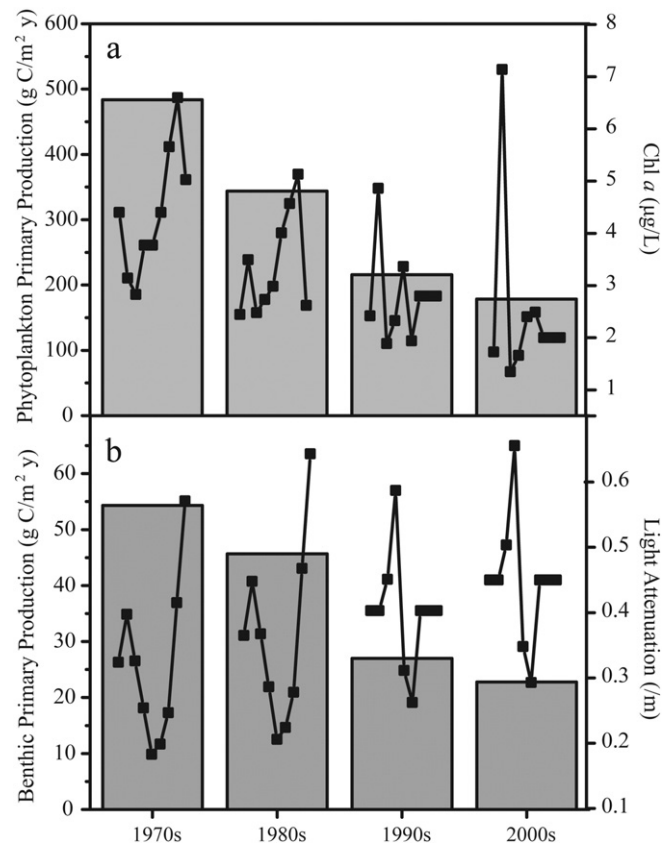 a
Phytoplankton Primary Production (g C/m² y)
600
500
400
300
200
100
0
8
7
6
5
4
3
2
1
Chl a (μg/L)
b
Benthic Primary Production (g C/m² y)
60
50
40
30
20
10
0
0.6
0.5
0.4
0.3
0.2
0.1
Light Attenuation (/m)
1970s
1980s
1990s
2000s